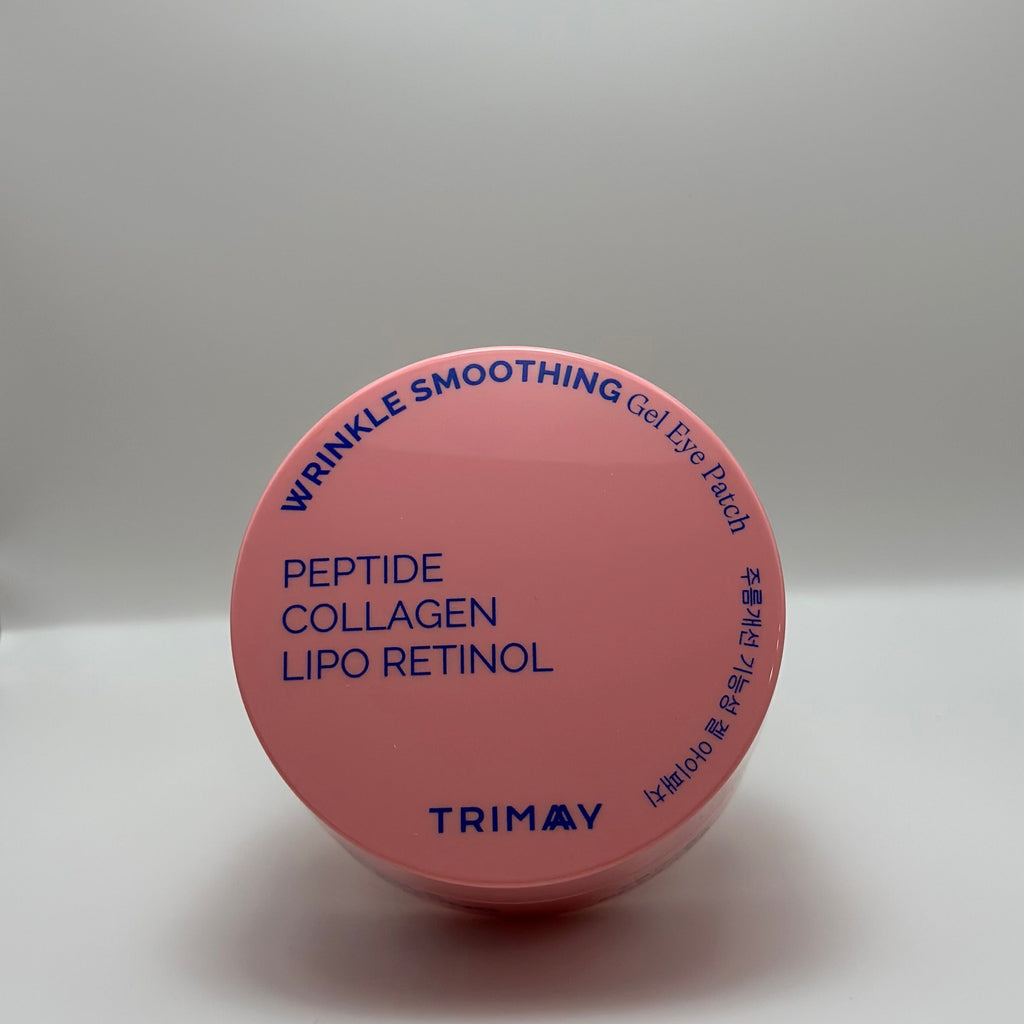 WRINKLE SMOOTHING Gel Eye Patch
주름개선 기능성 겔 아이패치
PEPTIDE
COLLAGEN
LIPO RETINOL
TRIMAY